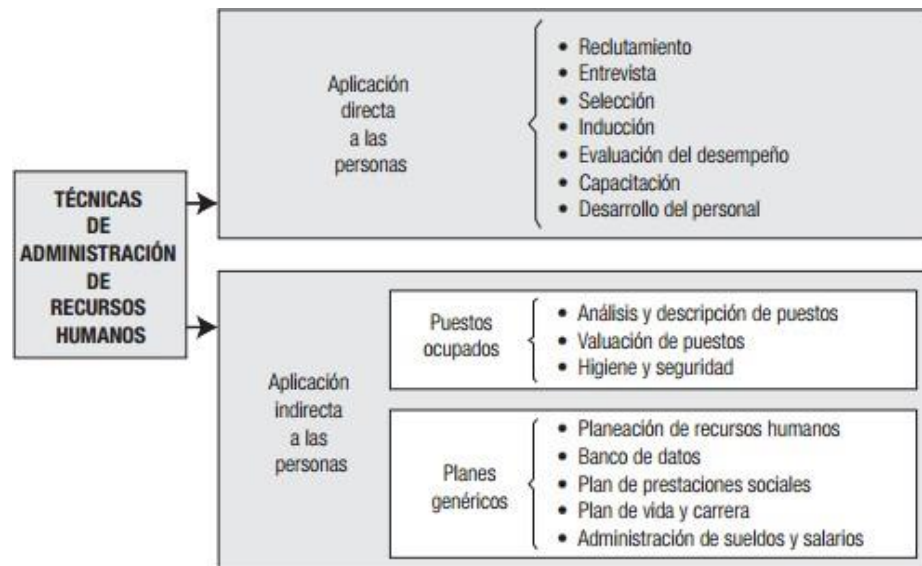 TÉCNICAS
DE
ADMINISTRACIÓN
DE
RECURSOS
HUMANOS
Aplicación
directa
a las
personas
• Reclutamiento
• Entrevista
• Selección
• Inducción
• Evaluación del desempeño
• Capacitación
• Desarrollo del personal
Aplicación
indirecta
a las
personas
Puestos
ocupados
• Análisis y descripción de puestos
• Valuación de puestos
• Higiene y seguridad
Planes
genéricos
• Planeación de recursos humanos
• Banco de datos
• Plan de prestaciones sociales
• Plan de vida y carrera
• Administración de sueldos y salarios